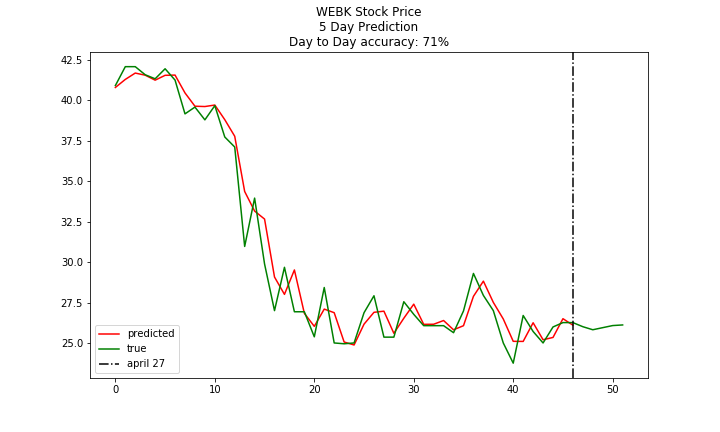 WEBK Stock Price
5 Day Prediction
Day to Day accuracy: 71%
42.5
40.0
37.5
35.0
32.5
30.0
27.5
25.0
predicted
true
april 27
0
10
20
30
40
50